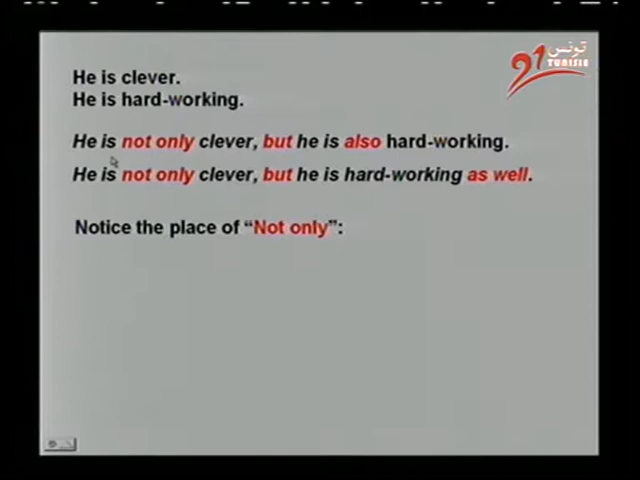 تونس
21
TUNISIE
He is clever.
He is hard-working.
He is not only clever, but he is also hard-working.
He is not only clever, but he is hard-working as well.
Notice the place of “Not only”: